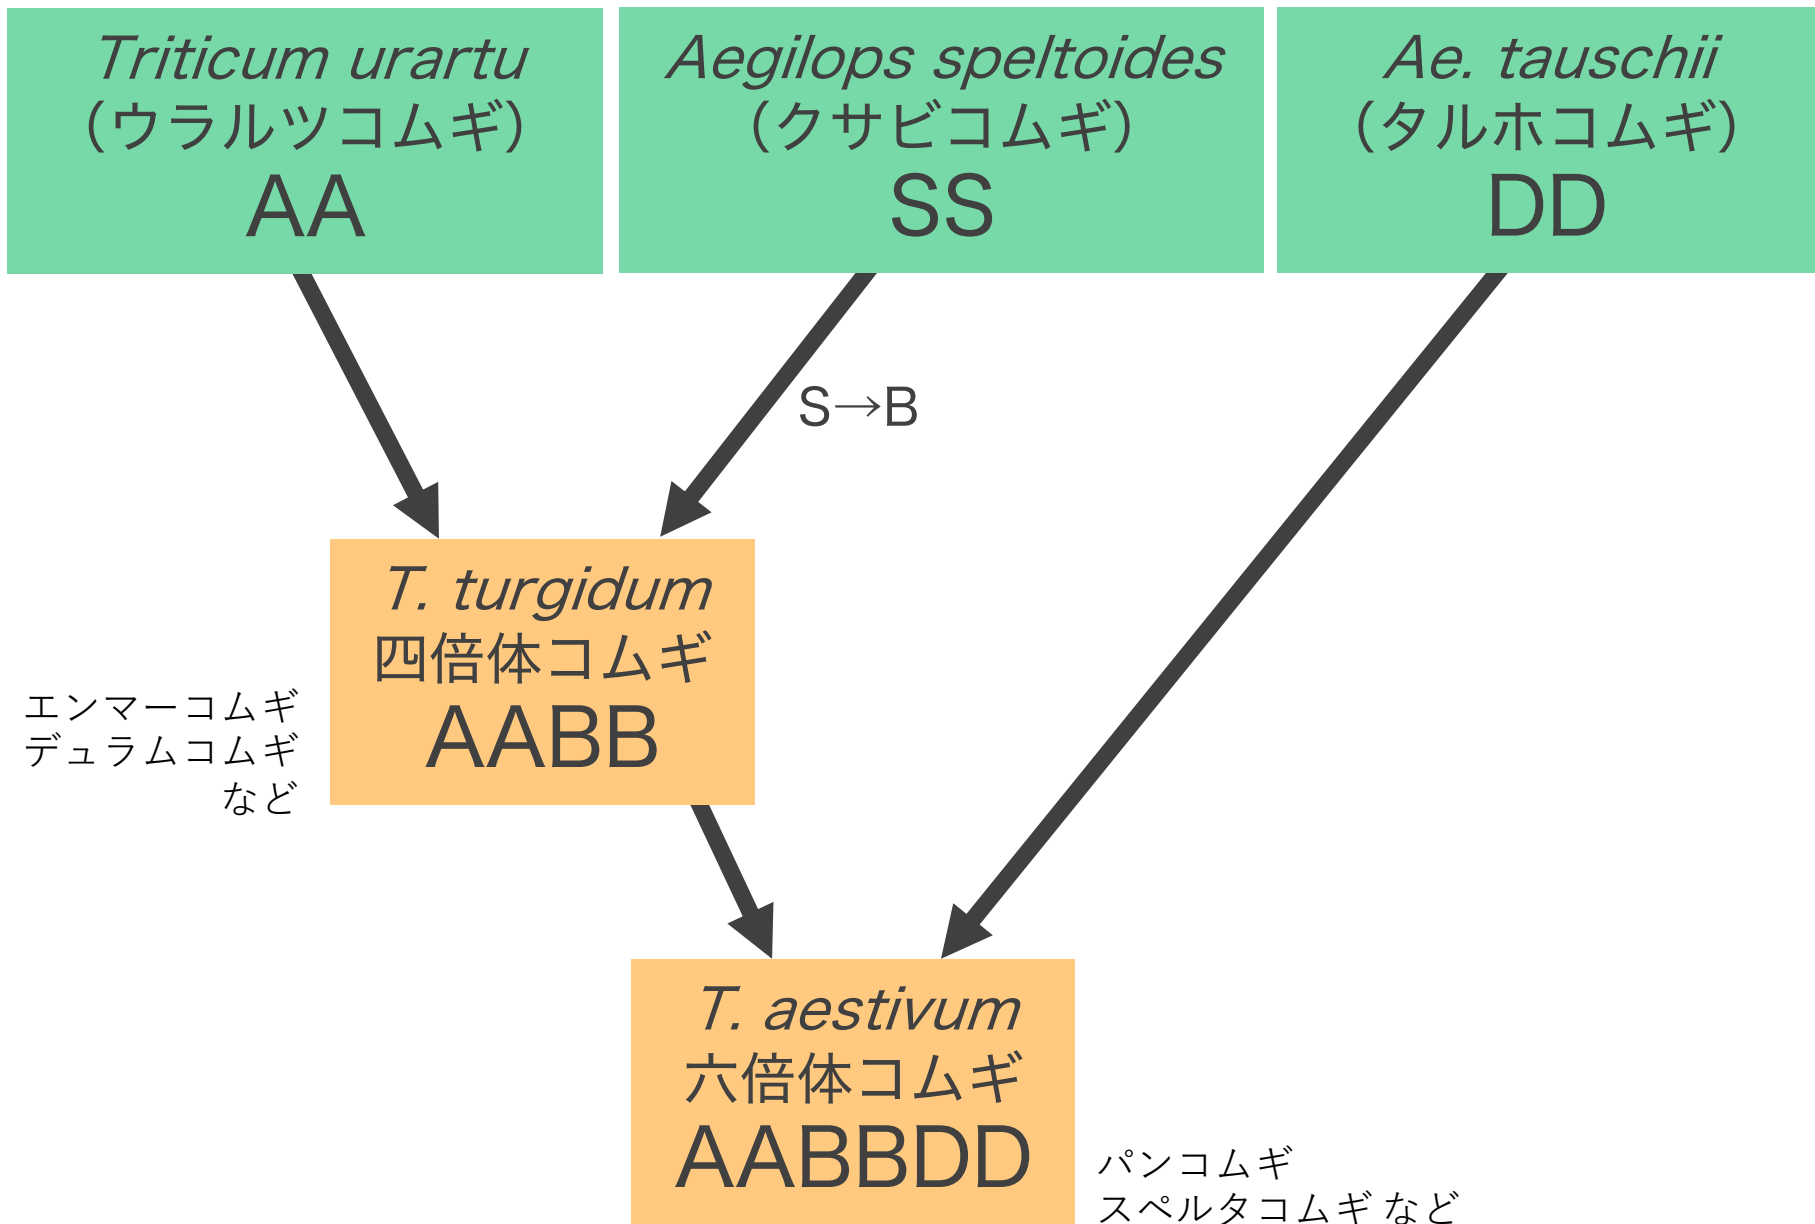 Triticum urartu
（ウラルツコムギ）
AA
Aegilops speltoides
（クサビコムギ）
SS
Ae. tauschii
（タルホコムギ）
DD
S→B
T. turgidum
四倍体コムギ
AABB
エンマーコムギ
デュラムコムギ
など
T. aestivum
六倍体コムギ
AABBDD
パンコムギ
スペルタコムギ など